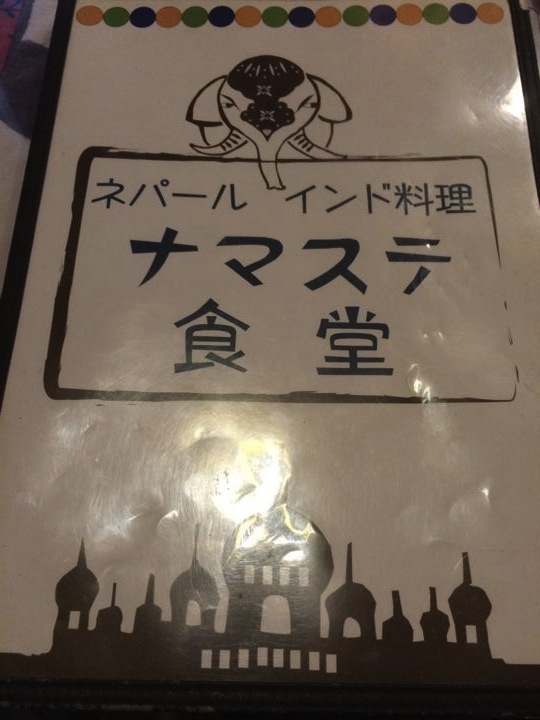 ネパール　インド料理
ナマステ
食堂